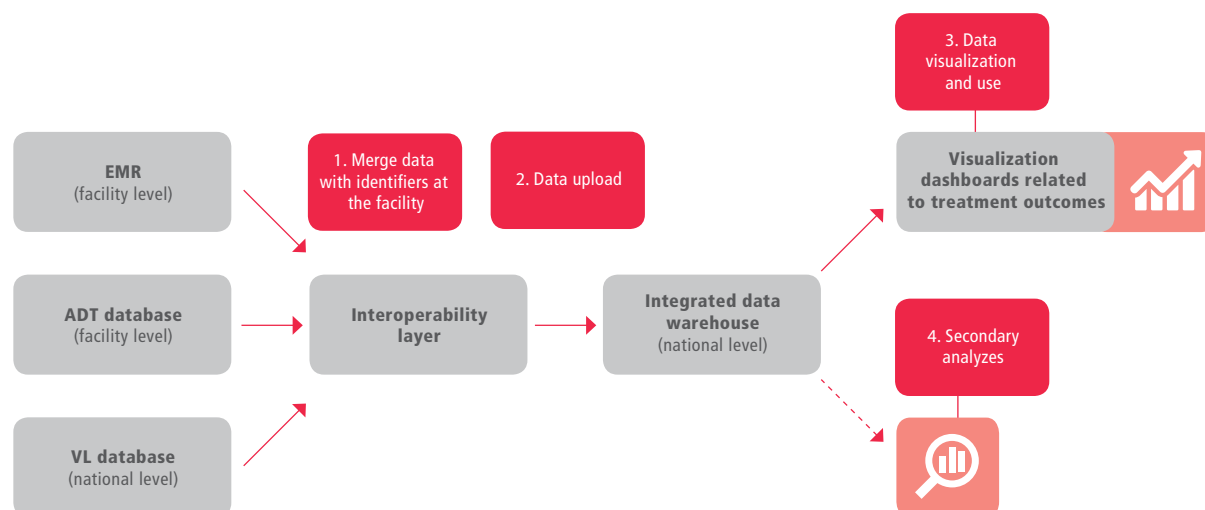 3. Data
visualization
and use
EMR
(facility level)
1. Merge data
with identifiers at
the facility
2. Data upload
Visualization
dashboards related
to treatment outcomes
ADT database
(facility level)
Interoperability
layer
Integrated data
warehouse
(national level)
4. Secondary
analyzes
VL database
(national level)